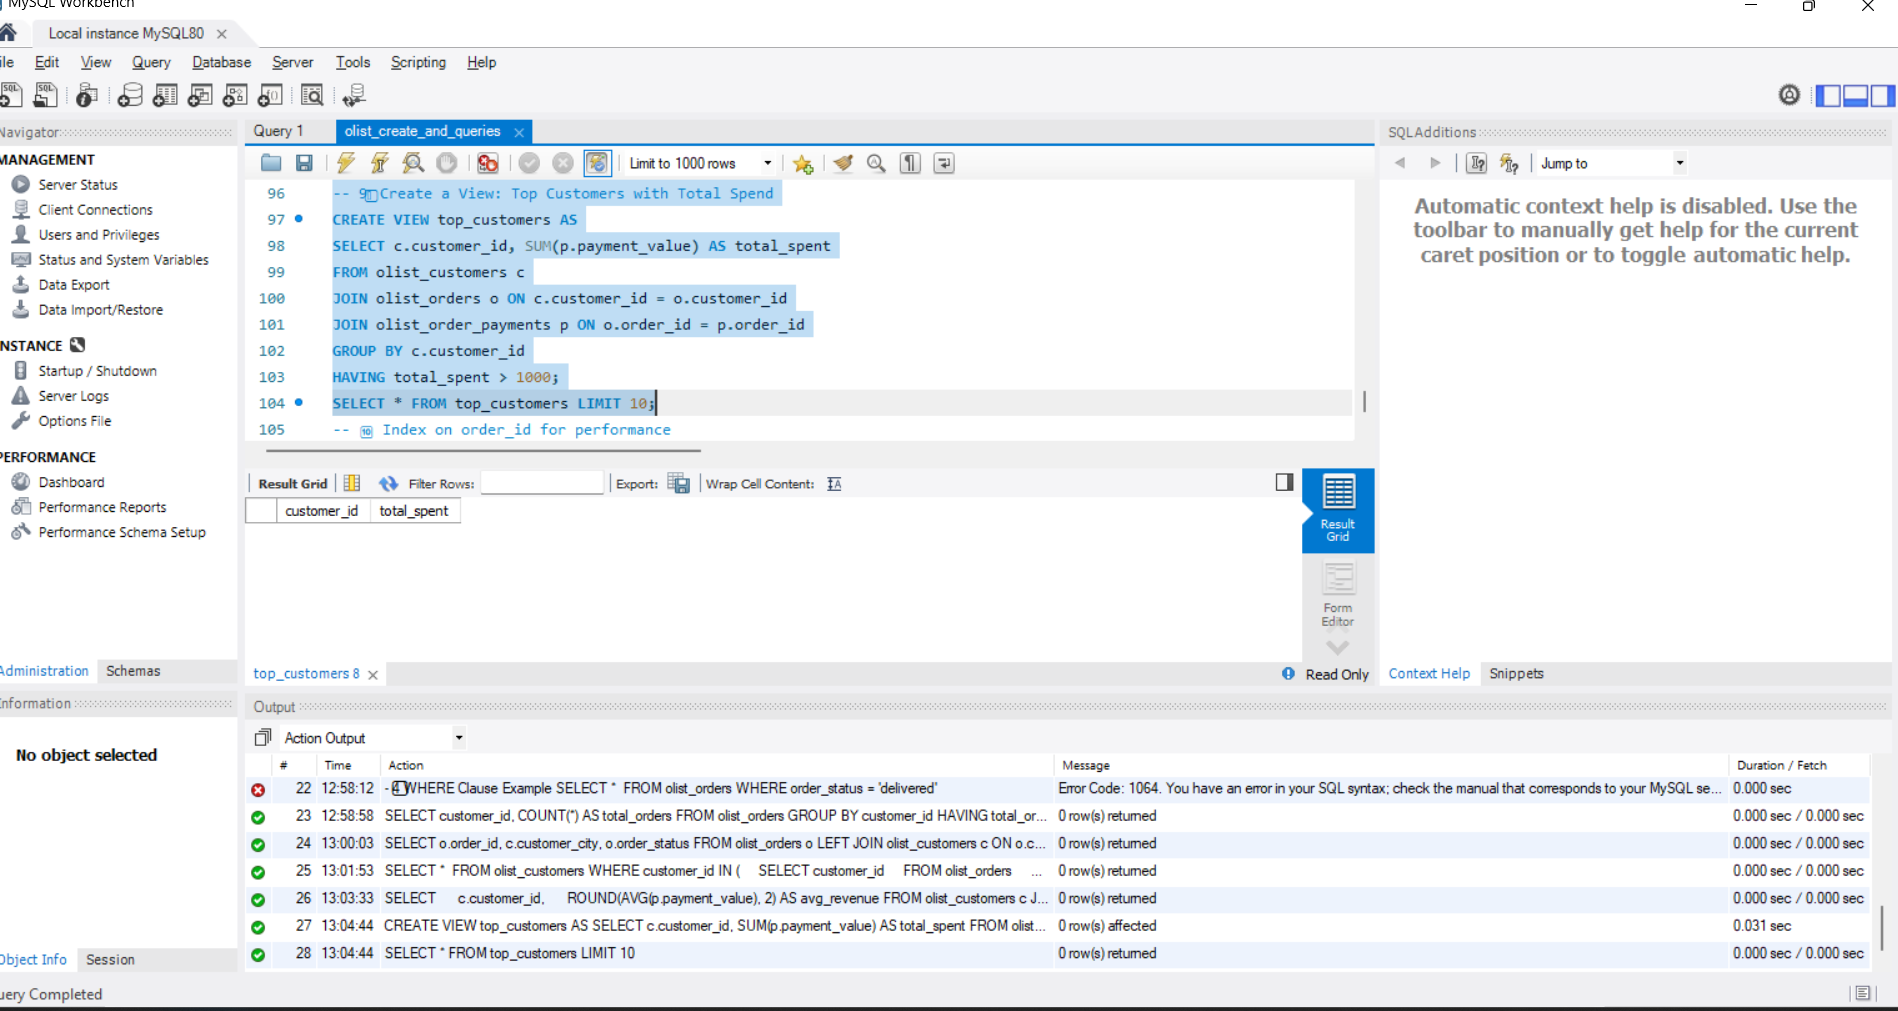 MySQL Workbench
Local instance MySQL80
ile Edit View Query Database Server Tools Scripting Help
Navigator
MANAGEMENT
Server Status
Client Connections
Users and Privileges
Status and System Variables
Data Export
Data Import/Restore
INSTANCE
Startup / Shutdown
Server Logs
Options File
PERFORMANCE
Dashboard
Performance Reports
Performance Schema Setup
Administration Schemas
Information
No object selected
Object Info Session
Query 1 olist_create_and_queries
Limit to 1000 rows
96 -- 9 Create a View: Top Customers with Total Spend
97 CREATE VIEW top_customers AS
98 SELECT c.customer_id, SUM(p.payment_value) AS total_spent
99 FROM olist_customers c
100 JOIN olist_orders o ON c.customer_id = o.customer_id
101 JOIN olist_order_payments p ON o.order_id = p.order_id
102 GROUP BY c.customer_id
103 HAVING total_spent > 1000;
104 SELECT * FROM top_customers LIMIT 10;
105 -- 10 Index on order_id for performance
Result Grid Filter Rows: Export: Wrap Cell Content:
customer_id total_spent
Result Grid
Form Editor
top_customers 8 Read Only
SQLAdditions
Jump to
Automatic context help is disabled. Use the
toolbar to manually get help for the current
caret position or to toggle automatic help.
Context Help Snippets
Output
Action Output
# Time Action Message Duration / Fetch
22 12:58:12 - 4 WHERE Clause Example SELECT * FROM olist_orders WHERE order_status = 'delivered' Error Code: 1064. You have an error in your SQL syntax; check the manual that corresponds to your MySQL se... 0.000 sec
23 12:58:58 SELECT customer_id, COUNT(*) AS total_orders FROM olist_orders GROUP BY customer_id HAVING total_or... 0 row(s) returned 0.000 sec / 0.000 sec
24 13:00:03 SELECT o.order_id, c.customer_city, o.order_status FROM olist_orders o LEFT JOIN olist_customers c ON o.c... 0 row(s) returned 0.000 sec / 0.000 sec
25 13:01:53 SELECT * FROM olist_customers WHERE customer_id IN ( SELECT customer_id FROM olist_orders ... 0 row(s) returned 0.000 sec / 0.000 sec
26 13:03:33 SELECT c.customer_id, ROUND(AVG(p.payment_value), 2) AS avg_revenue FROM olist_customers c J... 0 row(s) returned 0.000 sec / 0.000 sec
27 13:04:44 CREATE VIEW top_customers AS SELECT c.customer_id, SUM(p.payment_value) AS total_spent FROM olist... 0 row(s) affected 0.031 sec
28 13:04:44 SELECT * FROM top_customers LIMIT 10 0 row(s) returned 0.000 sec / 0.000 sec
uery Completed